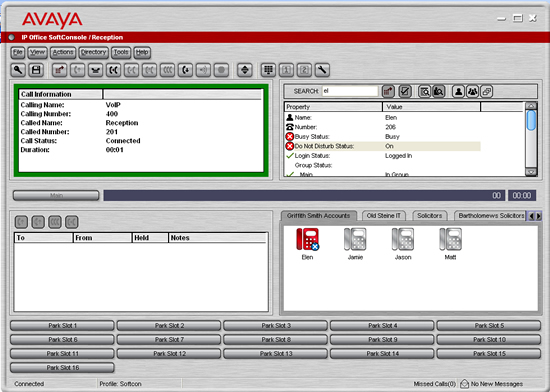 AVAYA
IP Office SoftConsole / Reception
File View Actions Directory Tools Help
Call Information
Calling Name: VoIP
Calling Number: 400
Called Name: Reception
Called Number: 201
Call Status: Connected
Duration: 00:01
SEARCH: el
Property Value
Name: Elen
Number: 206
Busy Status: Busy
Do Not Disturb Status: On
Login Status: Logged In
Group Status:
Main In Group
Main 00 00:00
To From Held Notes
Griffith Smith Accounts Old Steine IT Solicitors Bartholomews Solicitors
Elen Jamie Jason Matt
Park Slot 1 Park Slot 2 Park Slot 3 Park Slot 4 Park Slot 5
Park Slot 6 Park Slot 7 Park Slot 8 Park Slot 9 Park Slot 10
Park Slot 11 Park Slot 12 Park Slot 13 Park Slot 14 Park Slot 15
Park Slot 16
Connected Profile: Softcon Missed Calls(0) No New Messages